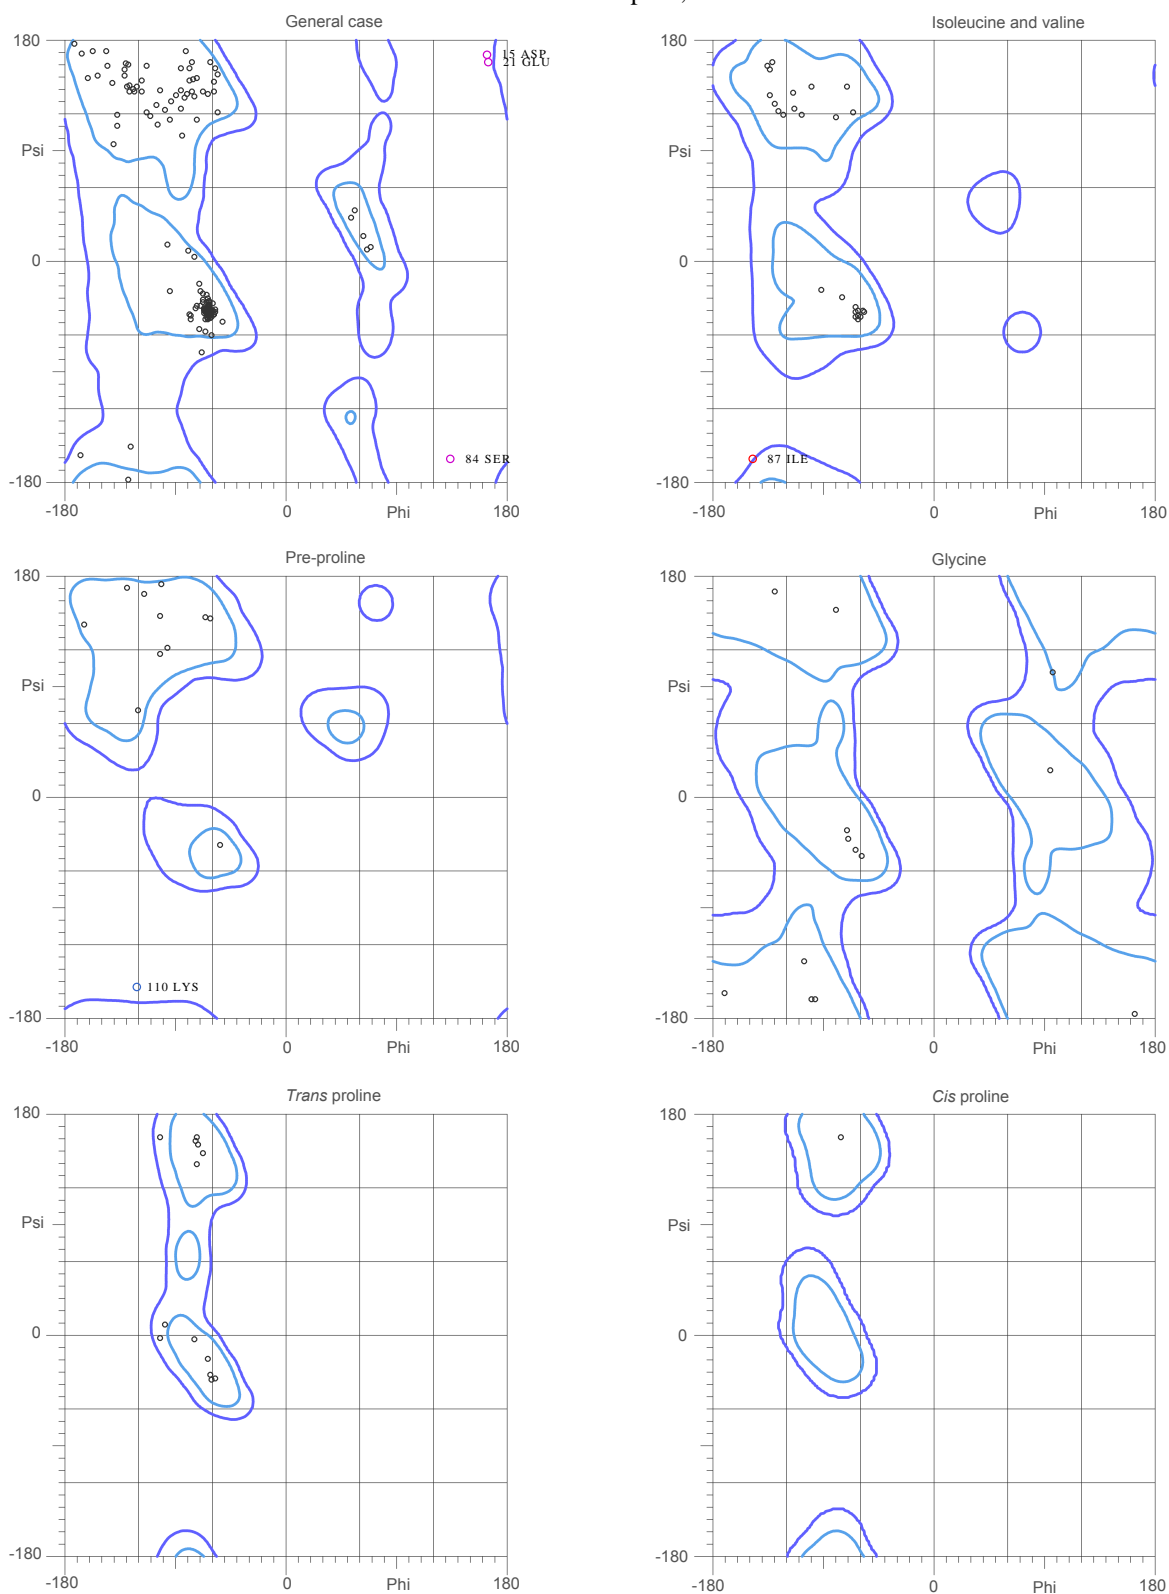 General case
Isoleucine and valine
180
15 ASP
21 GLU
180
Psi
Psi
0
0
84 SER
87 ILE
-180
-180
-180
0
Phi
180
-180
0
Phi
180
Pre-proline
Glycine
180
180
Psi
Psi
0
0
110 LYS
-180
-180
-180
0
Phi
180
-180
0
Phi
180
Trans proline
Cis proline
180
180
Psi
Psi
0
0
-180
-180
-180
0
Phi
180
-180
0
Phi
180